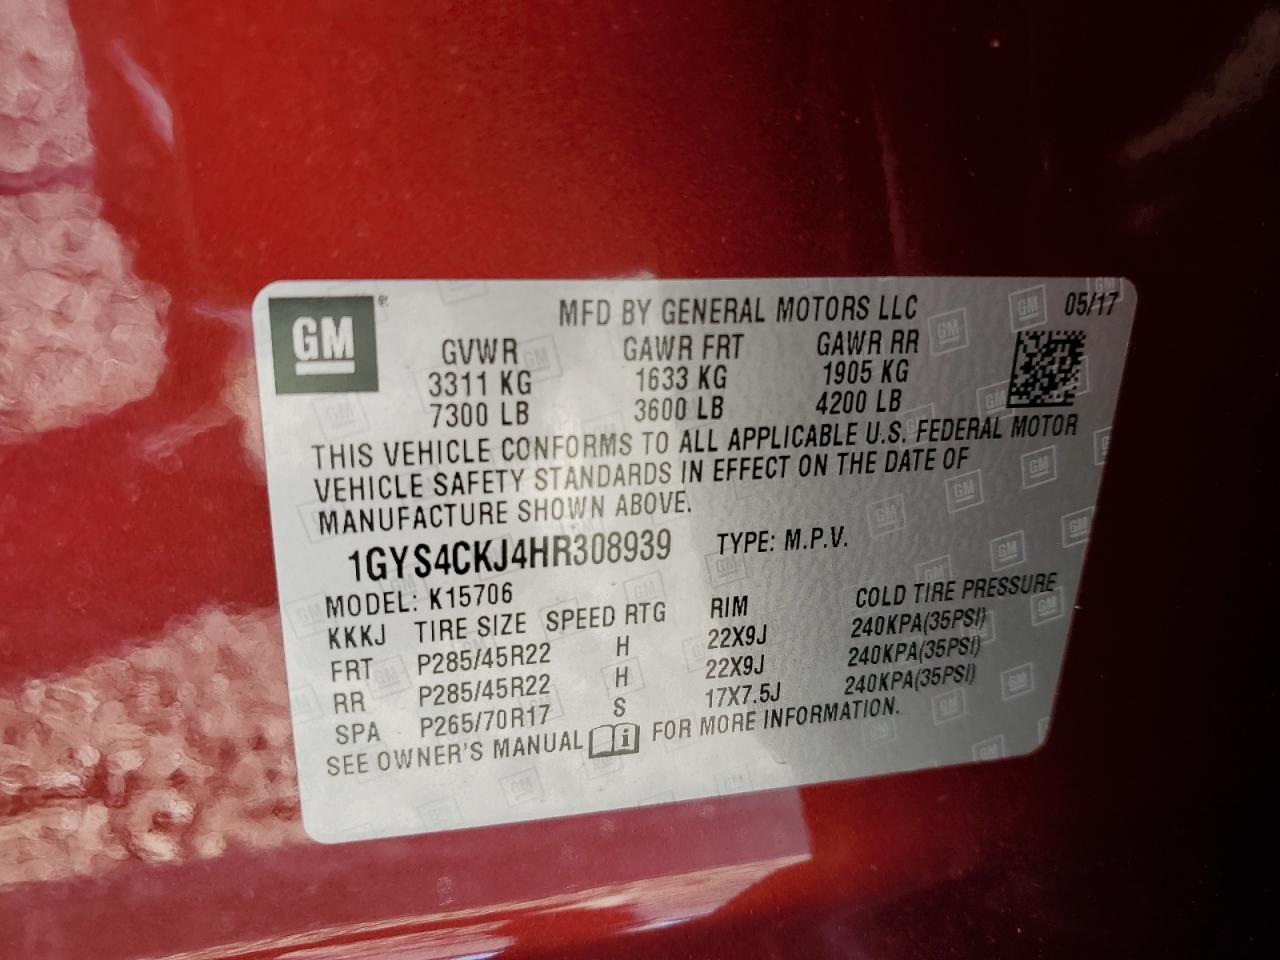 GM
MFD BY GENERAL MOTORS LLC 05/17
GVWR GAWR FRT GAWR RR
3311 KG 1633 KG 1905 KG
7300 LB 3600 LB 4200 LB
THIS VEHICLE CONFORMS TO ALL APPLICABLE U.S. FEDERAL MOTOR
VEHICLE SAFETY STANDARDS IN EFFECT ON THE DATE OF
MANUFACTURE SHOWN ABOVE.
1GYS4CKJ4HR308939 TYPE: M.P.V.
MODEL: K15706
KKKJ TIRE SIZE SPEED RTG RIM COLD TIRE PRESSURE
FRT P285/45R22 H 22X9J 240KPA(35PSI)
RR P285/45R22 H 22X9J 240KPA(35PSI)
SPA P265/70R17 S 17X7.5J 240KPA(35PSI)
SEE OWNER'S MANUAL FOR MORE INFORMATION.